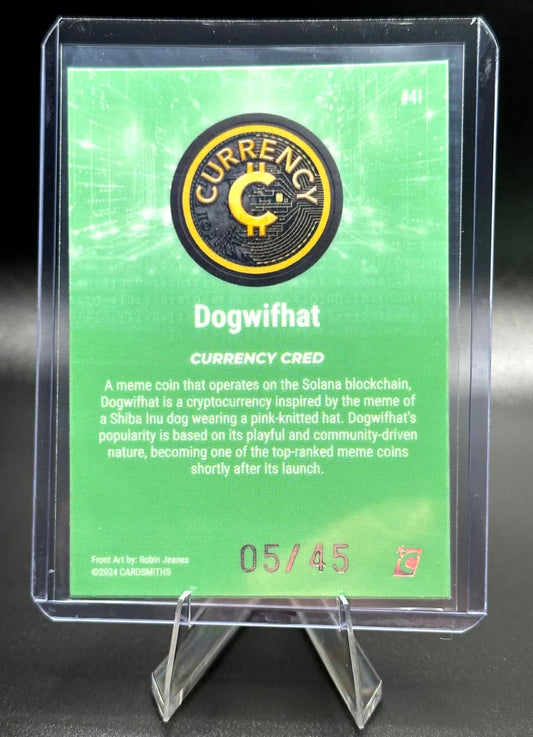 #41
CURRENCY
Dogwifhat
CURRENCY CRED
A meme coin that operates on the Solana blockchain,
Dogwifhat is a cryptocurrency inspired by the meme of
a Shiba Inu dog wearing a pink-knitted hat. Dogwifhat's
popularity is based on its playful and community-driven
nature, becoming one of the top-ranked meme coins
shortly after its launch.
05/45
Front Art by: Robin Jeanes
©2024 CARDSMITHS